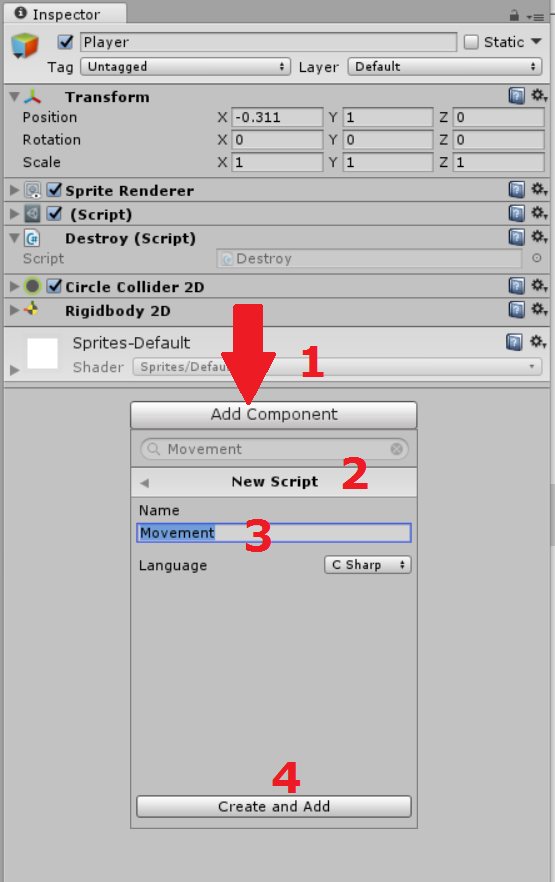 Inspector
Player Static
Tag Untagged Layer Default
Transform
Position X -0.311 Y 1 Z 0
Rotation X 0 Y 0 Z 0
Scale X 1 Y 1 Z 1
Sprite Renderer
(Script)
Destroy (Script)
Script Destroy
Circle Collider 2D
Rigidbody 2D
Sprites-Default
Shader Sprites/Defau
1
Add Component
Movement
New Script 2
Name
Movement 3
Language C Sharp
4
Create and Add